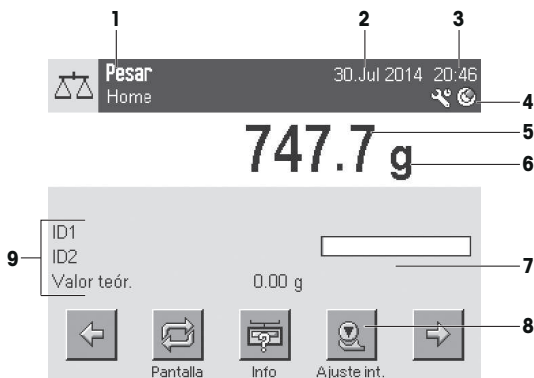 1 2 3
Pesar 30.Jul 2014 20:46
Home
4
747.7 g
5
6
ID1
ID2
9 7
Valor teór. 0.00 g
8
Pantalla Info Ajuste int.